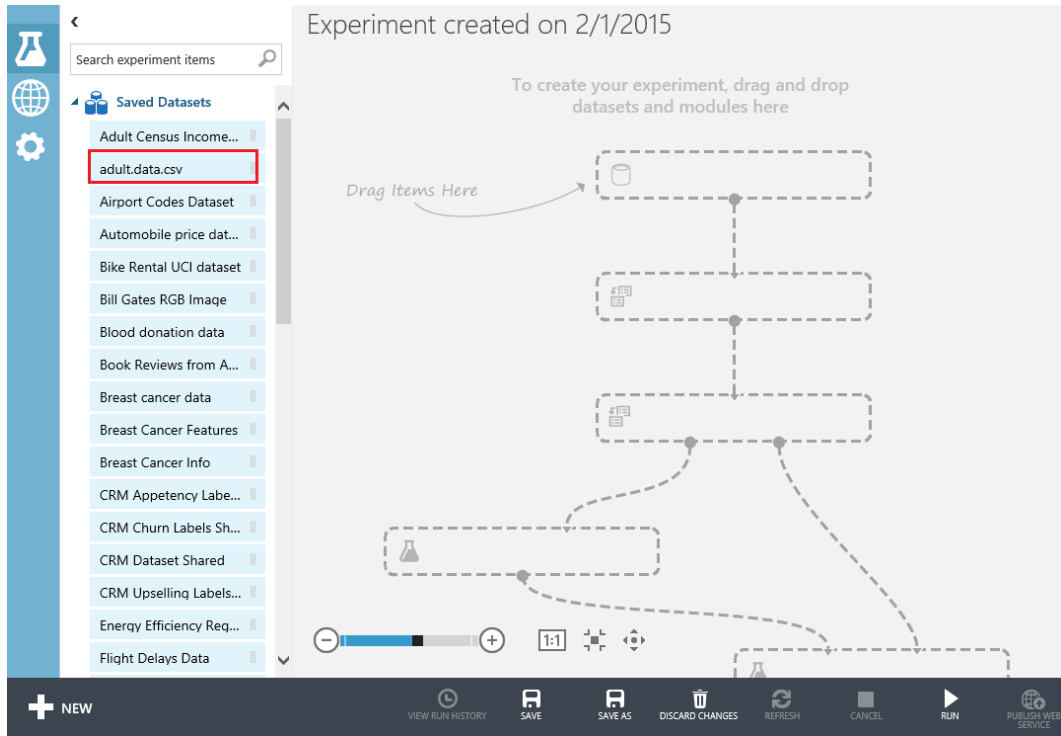 Experiment created on 2/1/2015
Search experiment items
Saved Datasets
Adult Census Income...
adult.data.csv
Airport Codes Dataset
Automobile price dat...
Bike Rental UCI dataset
Bill Gates RGB Image
Blood donation data
Book Reviews from A...
Breast cancer data
Breast Cancer Features
Breast Cancer Info
CRM Appetency Labe...
CRM Churn Labels Sh...
CRM Dataset Shared
CRM Upselling Labels...
Energy Efficiency Reg...
Flight Delays Data
To create your experiment, drag and drop
datasets and modules here
Drag Items Here
1:1
NEW
VIEW RUN HISTORY
SAVE
SAVE AS
DISCARD CHANGES
REFRESH
CANCEL
RUN
PUBLISH WEB
SERVICE